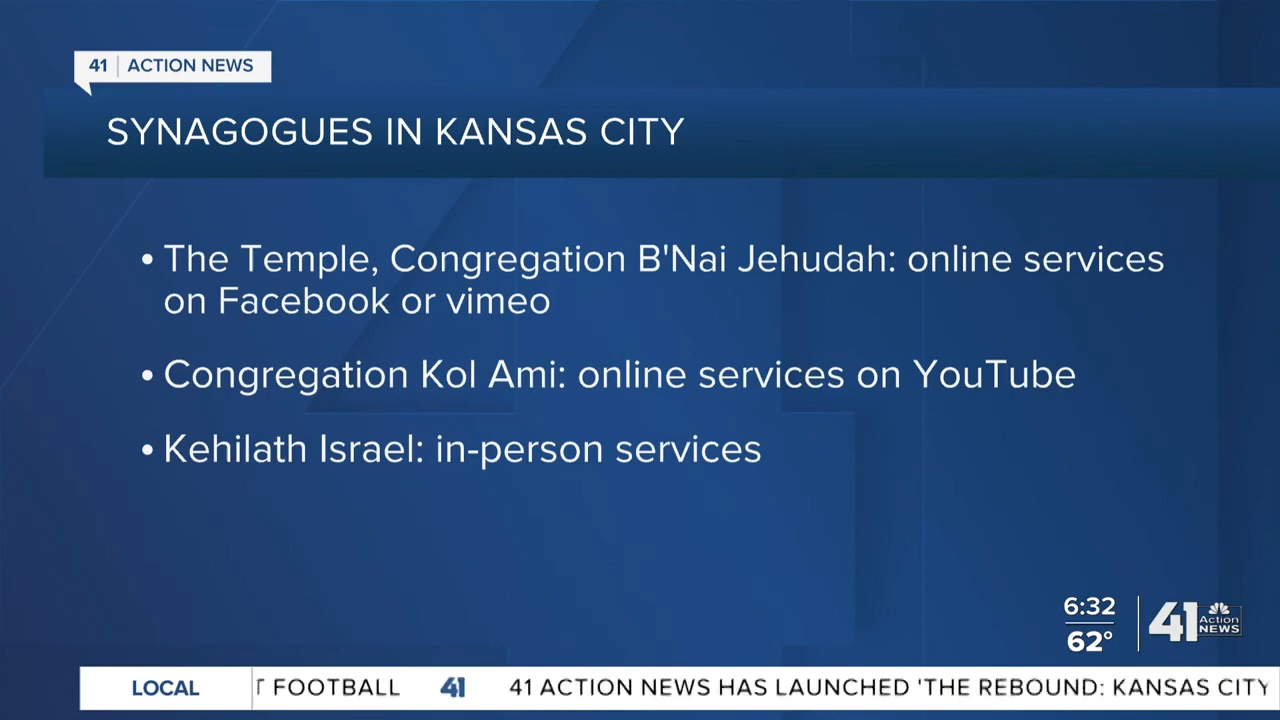 41 | ACTION NEWS
SYNAGOGUES IN KANSAS CITY
• The Temple, Congregation B'Nai Jehudah: online services
on Facebook or vimeo
• Congregation Kol Ami: online services on YouTube
• Kehilath Israel: in-person services
6:32
62°
41 Action NEWS
LOCAL T FOOTBALL 41 41 ACTION NEWS HAS LAUNCHED 'THE REBOUND: KANSAS CITY